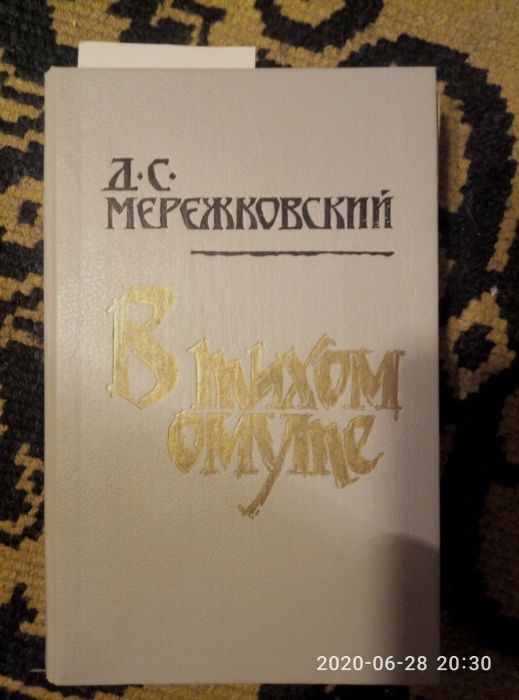 Д·С·
МЕРЕЖКОВСКИЙ
В тихом
омуте
2020-06-28 20:30